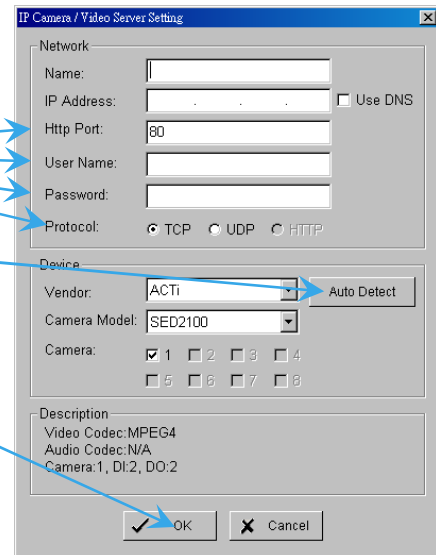 IP Camera / Video Server Setting
Network
Name:
IP Address: . . . Use DNS
Http Port: 80
User Name:
Password:
Protocol: TCP UDP HTTP
Device
Vendor: ACTi Auto Detect
Camera Model: SED2100
Camera: 1 2 3 4
5 6 7 8
Description
Video Codec:MPEG4
Audio Codec:N/A
Camera:1, DI:2, DO:2
OK Cancel